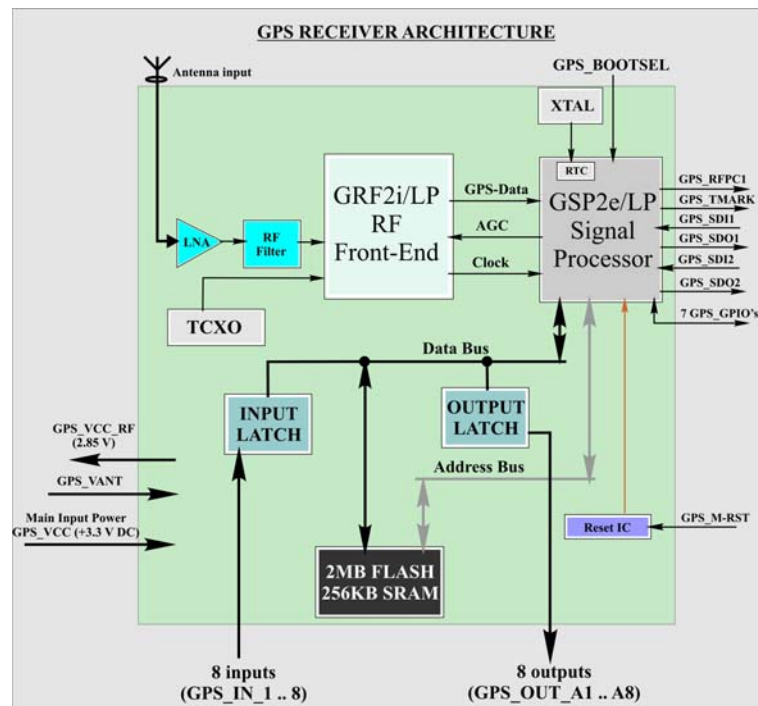 GPS RECEIVER ARCHITECTURE
Antenna input
GPS_BOOTSEL
XTAL
RTC
LNA
RF
Filter
GRF2i/LP
RF
Front-End
GPS-Data
AGC
Clock
GSP2e/LP
Signal
Processor
GPS_RFPC1
GPS_TMARK
GPS_SDI1
GPS_SDO1
GPS_SDI2
GPS_SDO2
7 GPS_GPIO's
TCXO
Data Bus
INPUT
LATCH
OUTPUT
LATCH
Address Bus
GPS_VCC_RF
(2.85 V)
GPS_VANT
Main Input Power
GPS_VCC (+3.3 V DC)
Reset IC
GPS_M-RST
2MB FLASH
256KB SRAM
8 inputs
(GPS_IN_1 .. 8)
8 outputs
(GPS_OUT_A1 .. A8)